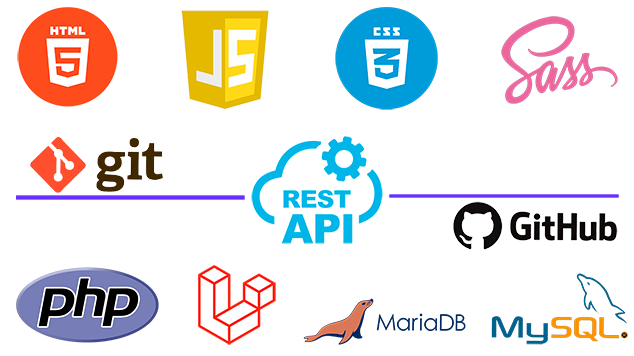 HTML
5
JS
CSS
3
Sass
git
REST
API
GitHub
php
MariaDB
MySQL